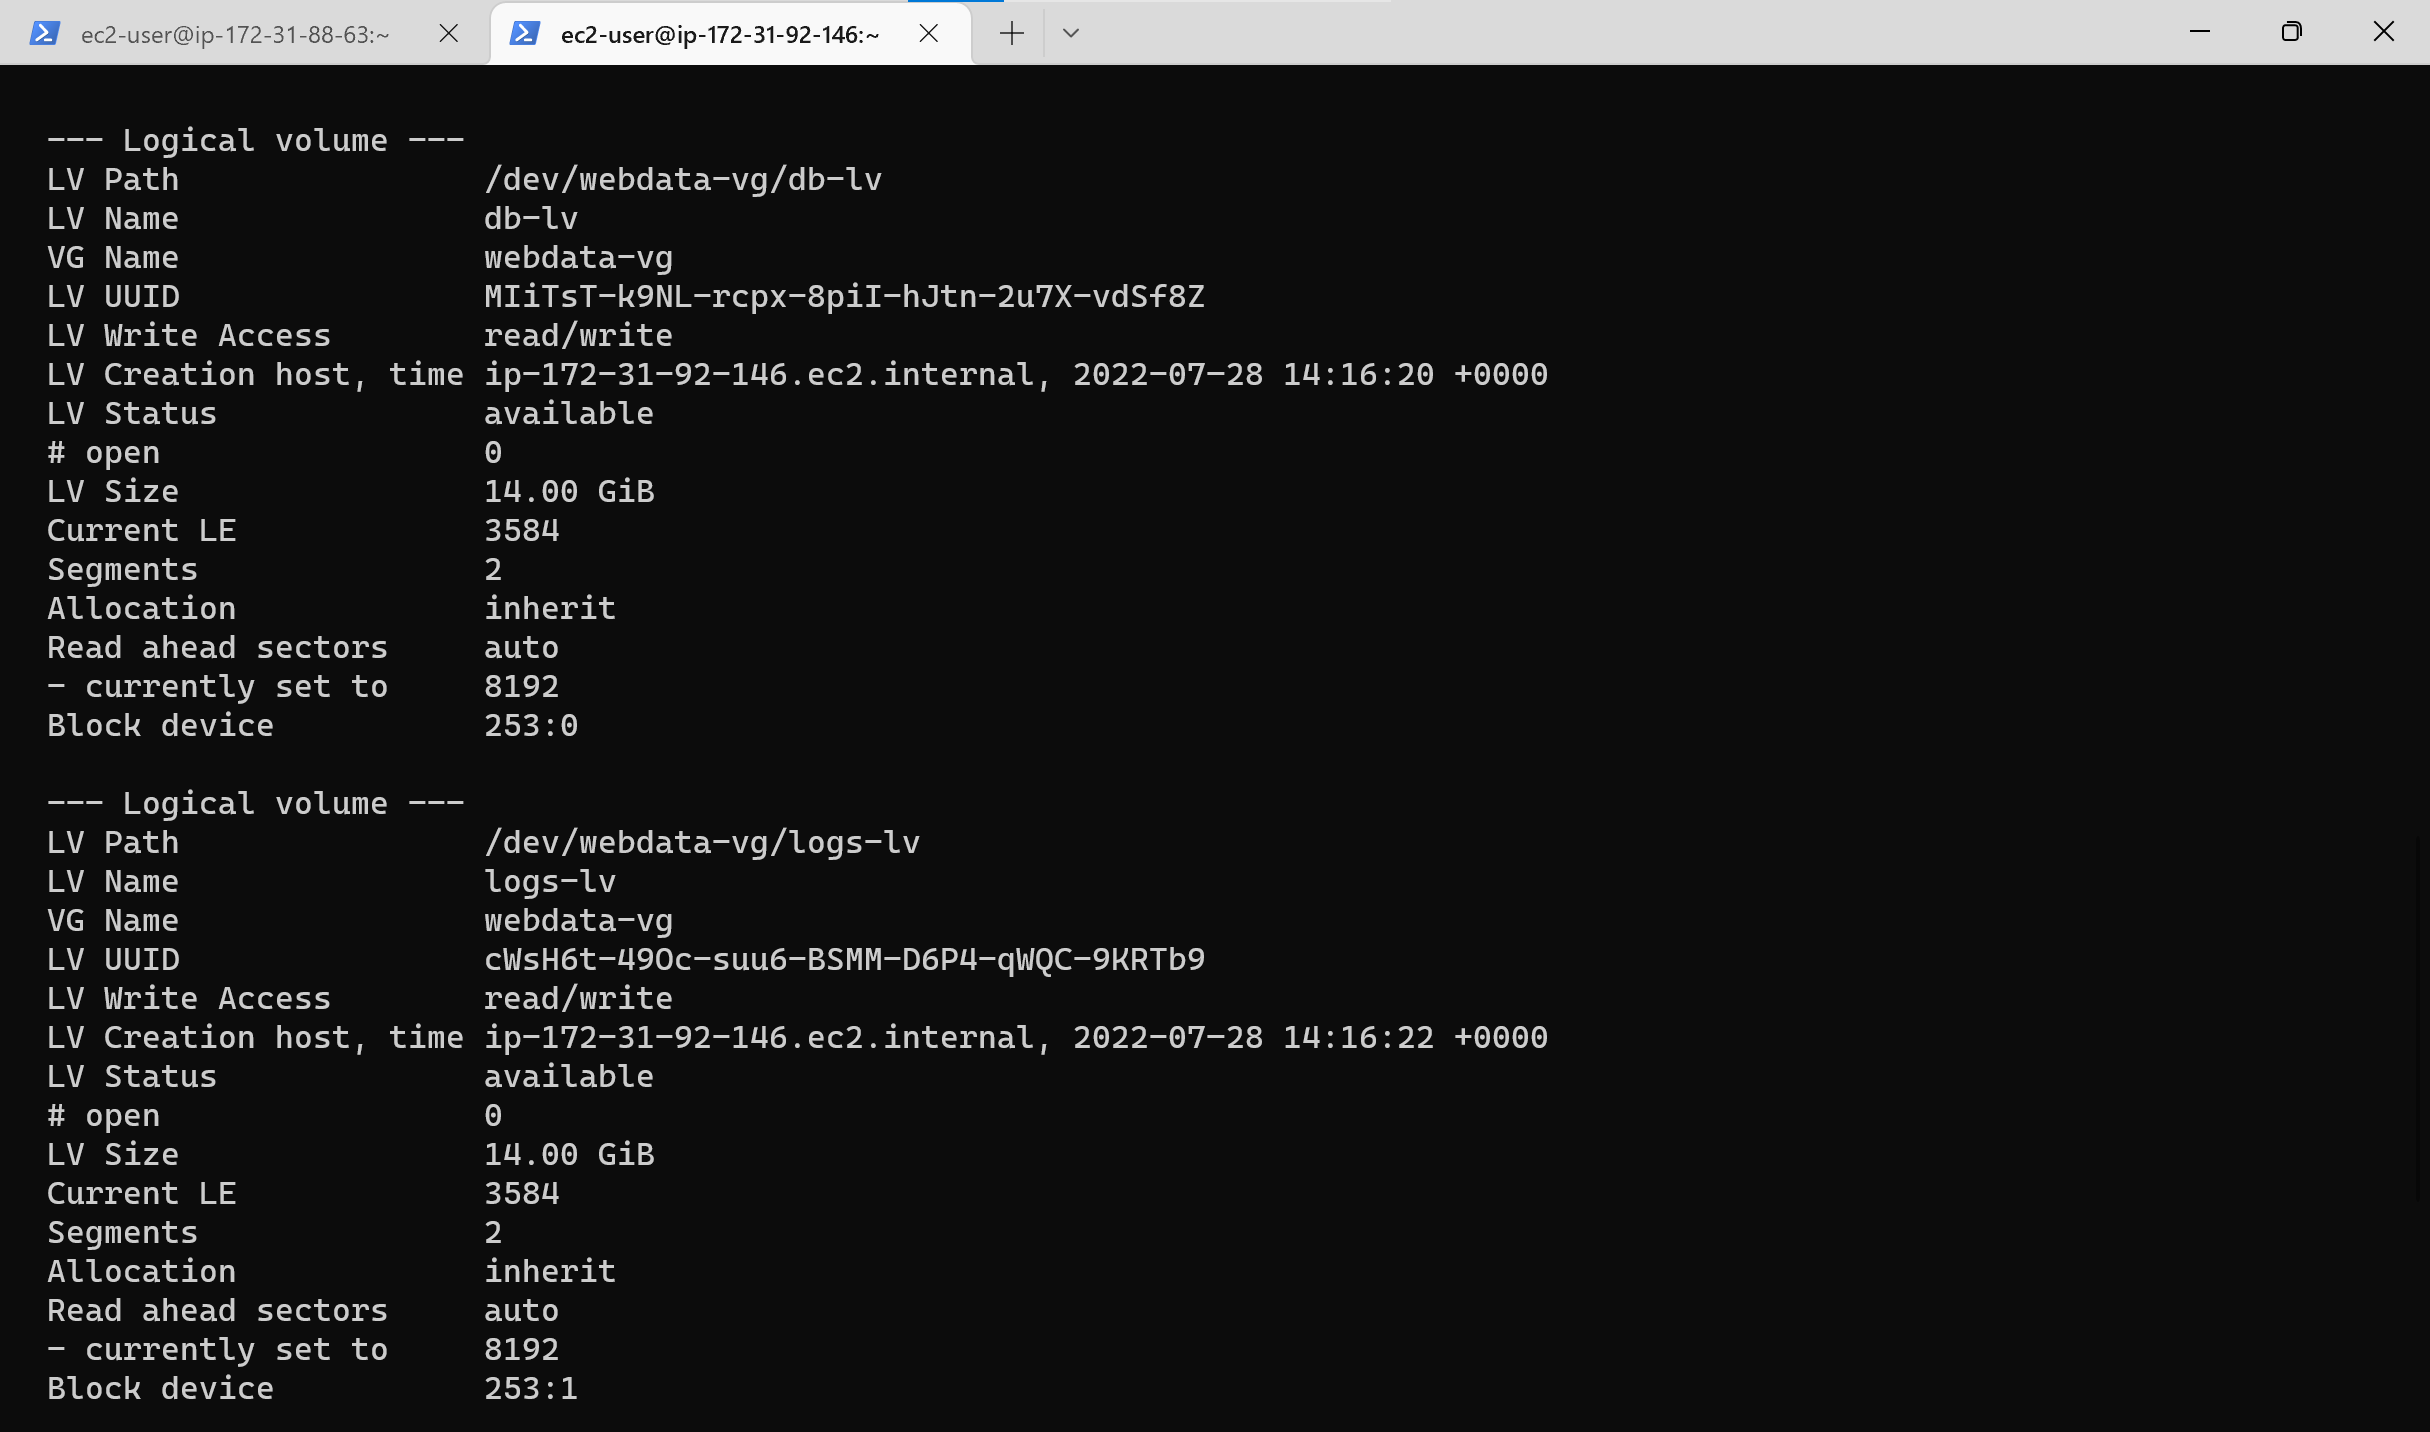 ec2-user@ip-172-31-88-63:~
ec2-user@ip-172-31-92-146:~
--- Logical volume ---
LV Path                /dev/webdata-vg/db-lv
LV Name                db-lv
VG Name                webdata-vg
LV UUID                MIiTsT-k9NL-rcpx-8piI-hJtn-2u7X-vdSf8Z
LV Write Access        read/write
LV Creation host, time ip-172-31-92-146.ec2.internal, 2022-07-28 14:16:20 +0000
LV Status              available
# open                 0
LV Size                14.00 GiB
Current LE             3584
Segments               2
Allocation             inherit
Read ahead sectors     auto
- currently set to     8192
Block device           253:0
--- Logical volume ---
LV Path                /dev/webdata-vg/logs-lv
LV Name                logs-lv
VG Name                webdata-vg
LV UUID                cWsH6t-49Oc-suu6-BSMM-D6P4-qWQC-9KRTb9
LV Write Access        read/write
LV Creation host, time ip-172-31-92-146.ec2.internal, 2022-07-28 14:16:22 +0000
LV Status              available
# open                 0
LV Size                14.00 GiB
Current LE             3584
Segments               2
Allocation             inherit
Read ahead sectors     auto
- currently set to     8192
Block device           253:1